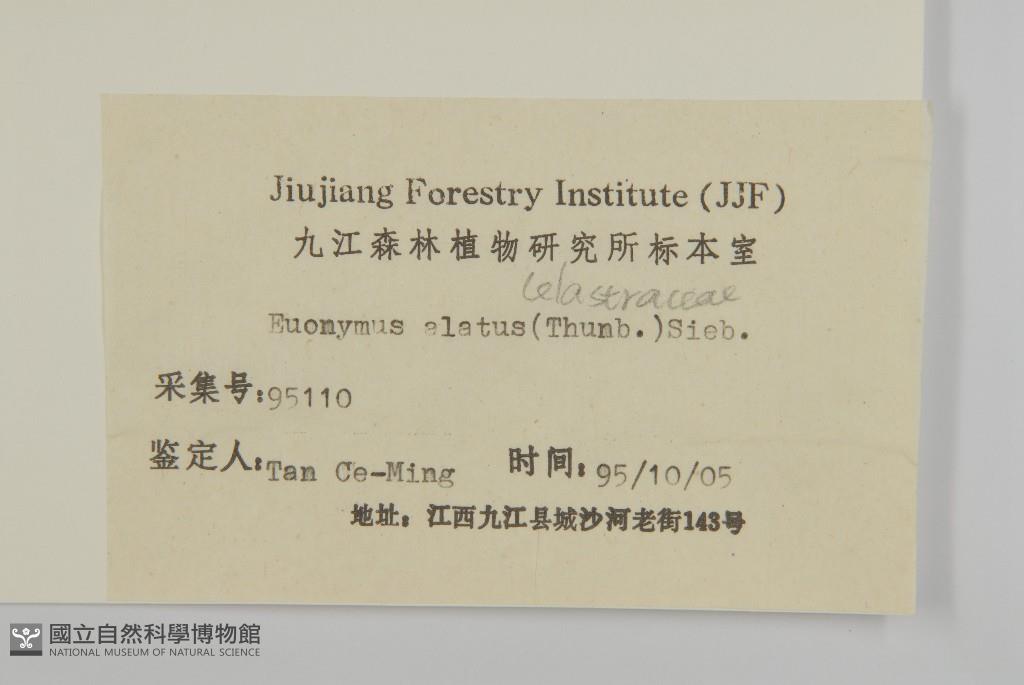 Jiujiang Forestry Institute (JJF)
九江森林植物研究所标本室
Celastraceae
Euonymus alatus(Thunb.)Sieb.
采集号:95110
鉴定人:Tan Ce-Ming 时间:95/10/05
地址:江西九江县城沙河老街143号
國立自然科學博物館
NATIONAL MUSEUM OF NATURAL SCIENCE